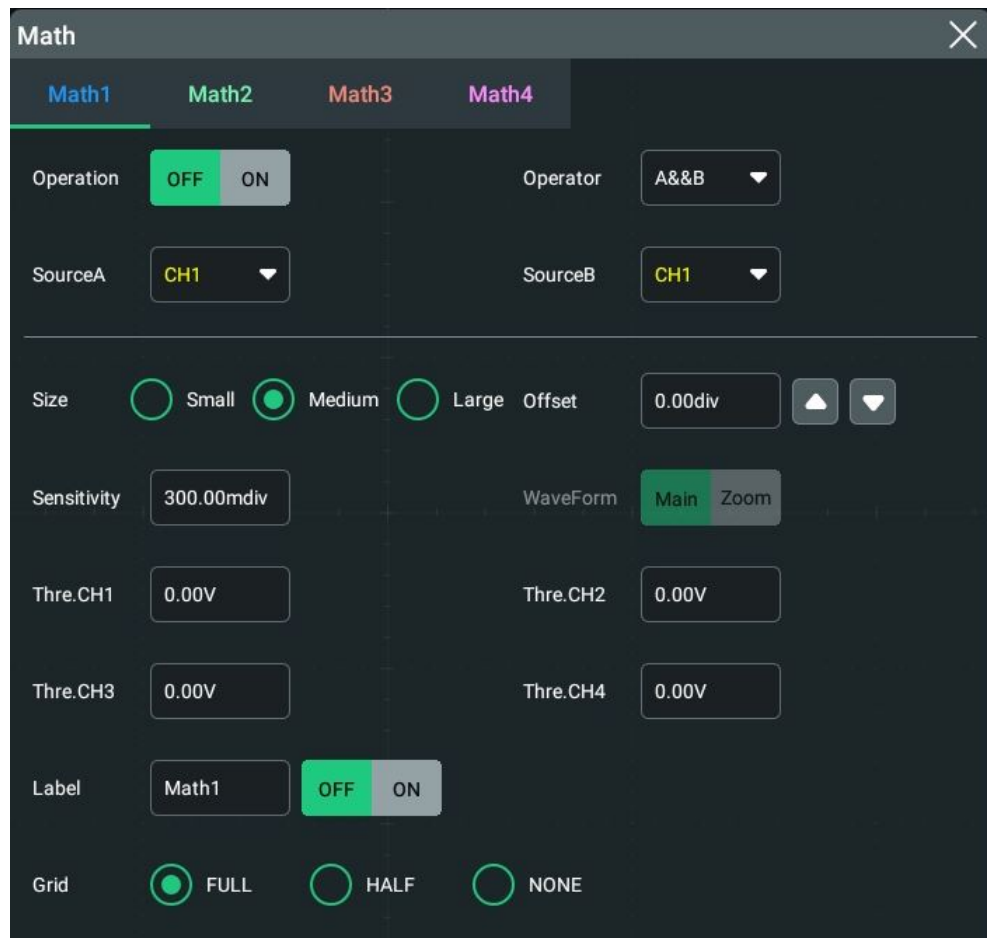 Math
Math1 Math2 Math3 Math4
Operation OFF ON Operator A&&B
SourceA CH1 SourceB CH1
Size Small Medium Large Offset 0.00div
Sensitivity 300.00mdiv WaveForm Main Zoom
Thre.CH1 0.00V Thre.CH2 0.00V
Thre.CH3 0.00V Thre.CH4 0.00V
Label Math1 OFF ON
Grid FULL HALF NONE